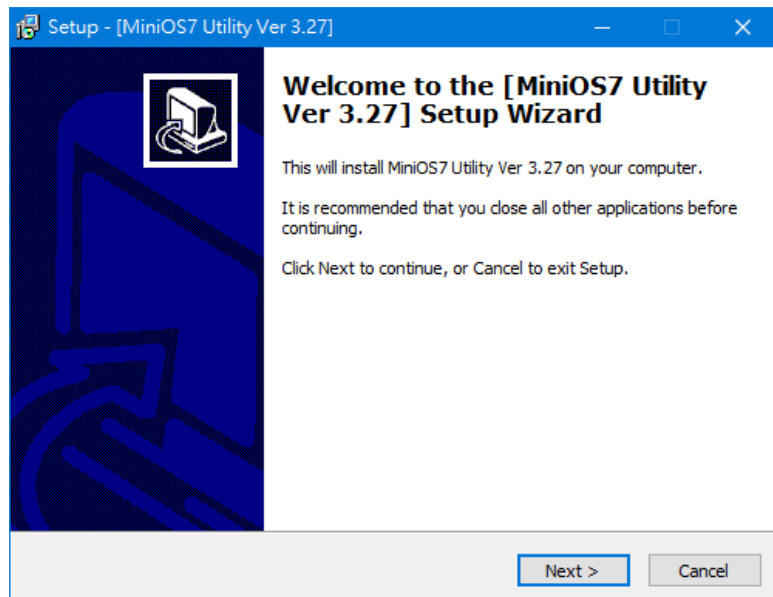 Setup - [MiniOS7 Utility Ver 3.27]
Welcome to the [MiniOS7 Utility
Ver 3.27] Setup Wizard
This will install MiniOS7 Utility Ver 3.27 on your computer.
It is recommended that you close all other applications before
continuing.
Click Next to continue, or Cancel to exit Setup.
Next >
Cancel